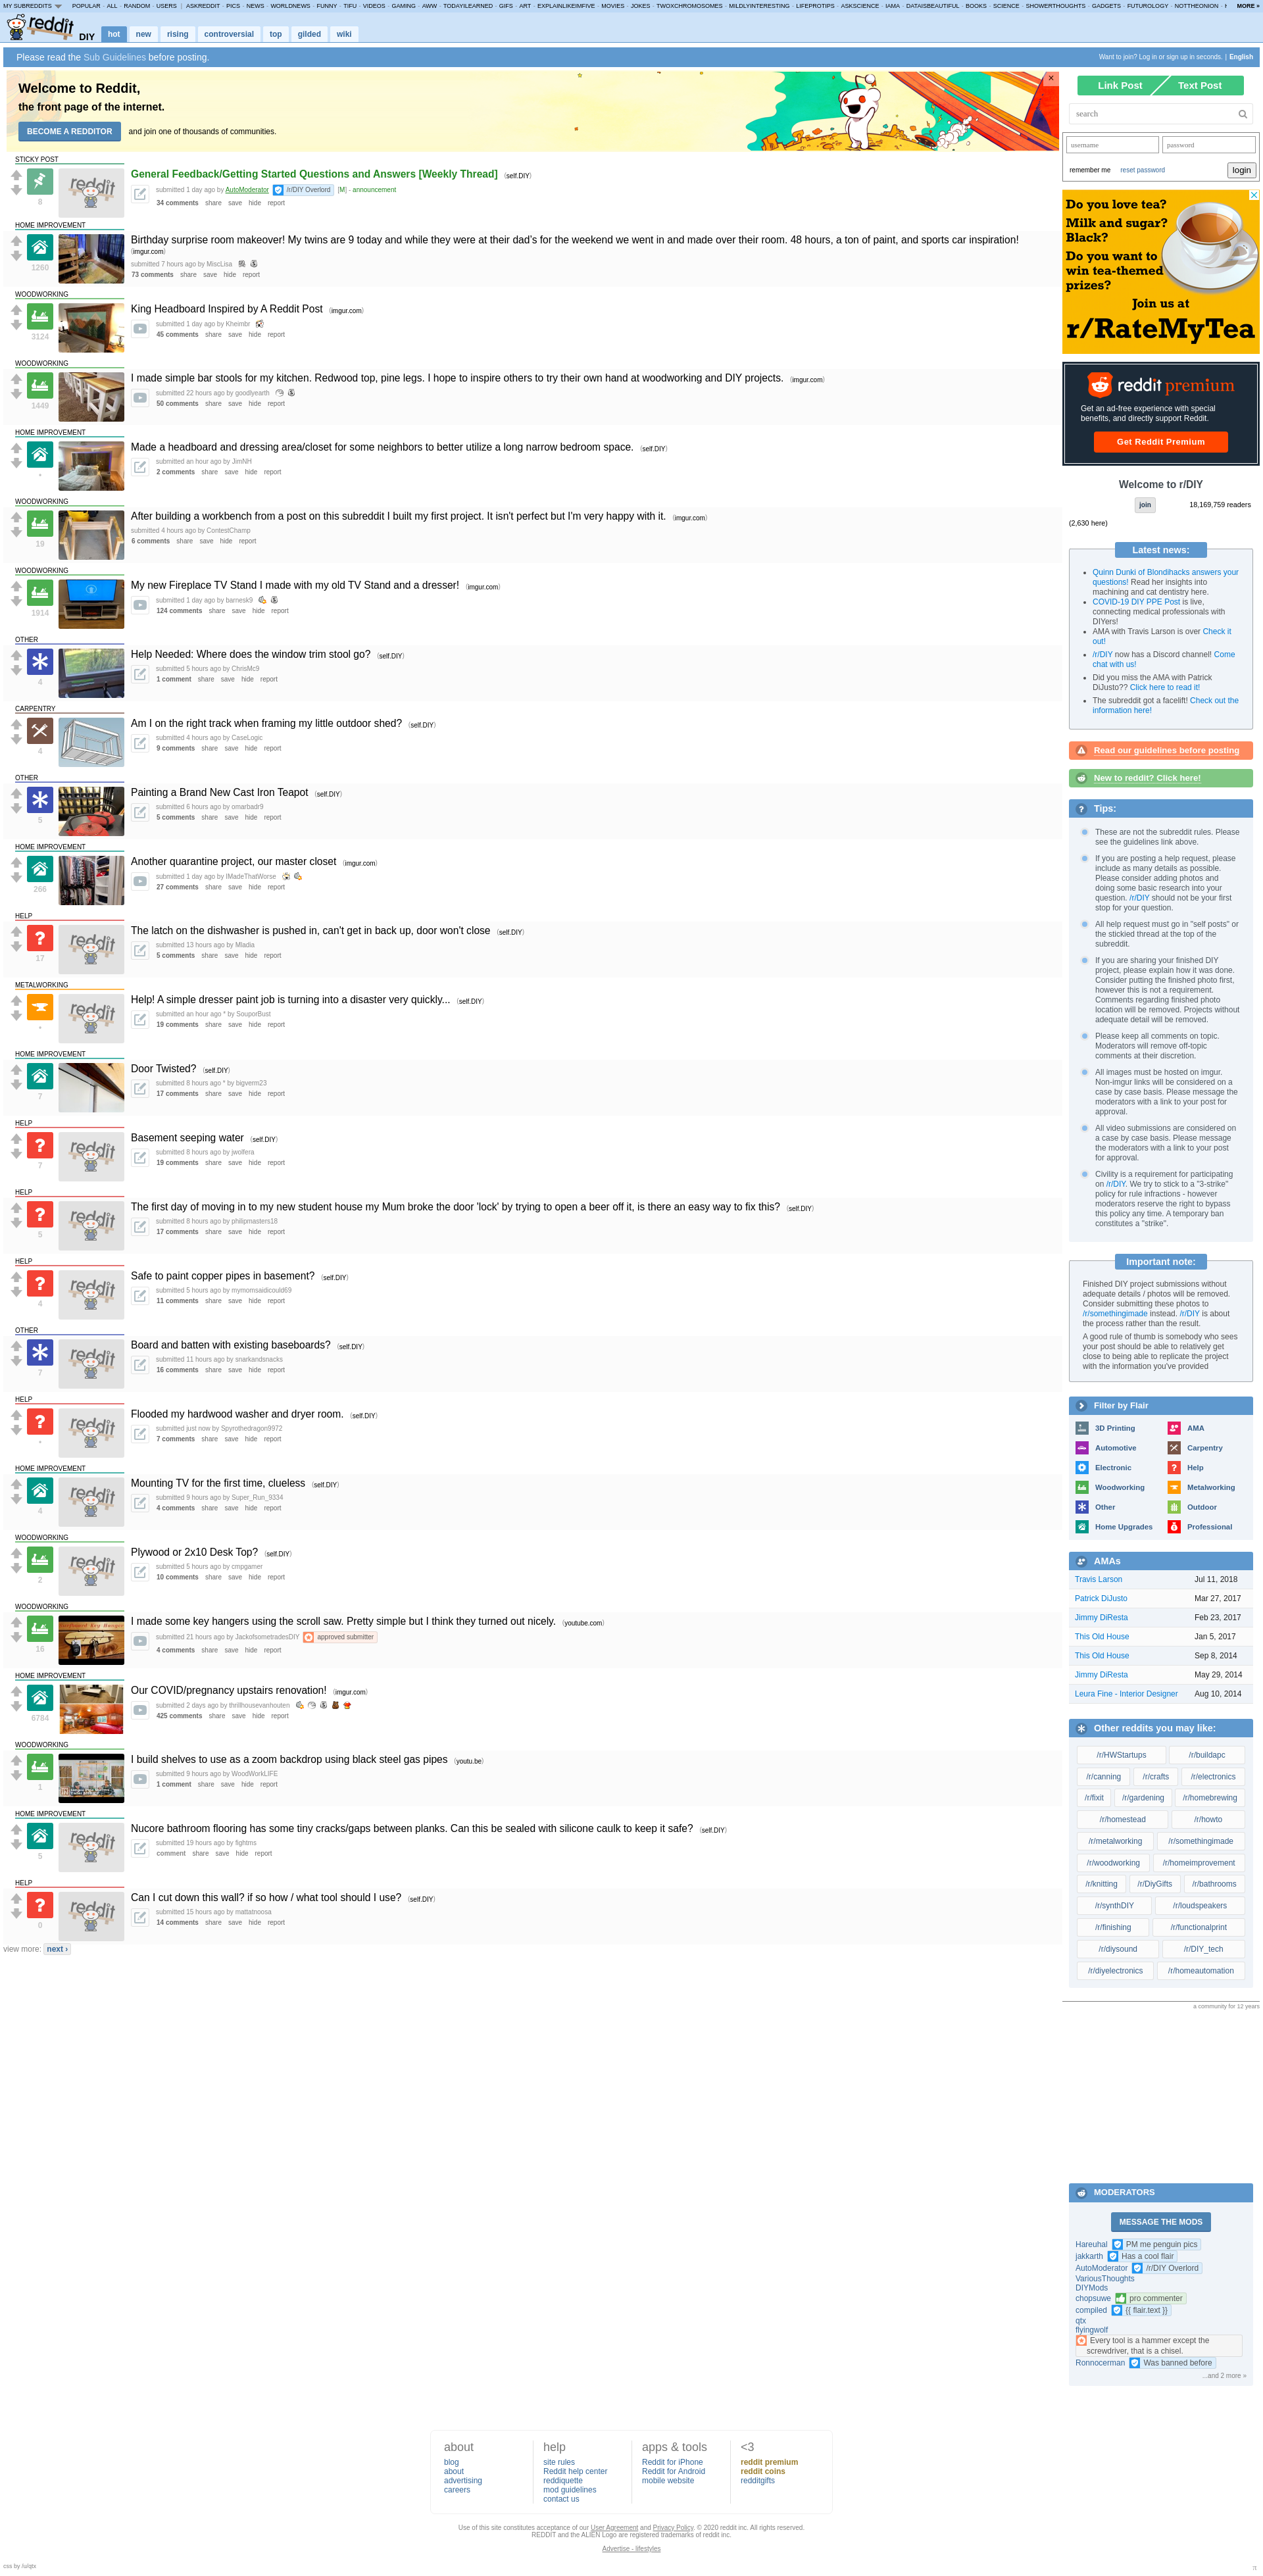 MY SUBREDDITS POPULAR - ALL - RANDOM - USERS | ASKREDDIT - PICS - NEWS - WORLDNEWS - FUNNY - TIFU - VIDEOS - GAMING - AWW - TODAYILEARNED - GIFS - ART - EXPLAINLIKEIMFIVE - MOVIES - JOKES - TWOXCHROMOSOMES - MILDLYINTERESTING - LIFEPROTIPS - ASKSCIENCE - IAMA - DATAISBEAUTIFUL - BOOKS - SCIENCE - SHOWERTHOUGHTS - GADGETS - FUTUROLOGY - NOTTHEONION MORE »
reddit DIY hot new rising controversial top gilded wiki
Please read the Sub Guidelines before posting.
Want to join? Log in or sign up in seconds. | English
Welcome to Reddit,
the front page of the internet.
BECOME A REDDITOR and join one of thousands of communities.
STICKY POST
General Feedback/Getting Started Questions and Answers [Weekly Thread] (self.DIY)
submitted 1 day ago by AutoModerator /r/DIY Overlord [M] - announcement
8
34 comments share save hide report
HOME IMPROVEMENT
Birthday surprise room makeover! My twins are 9 today and while they were at their dad's for the weekend we went in and made over their room. 48 hours, a ton of paint, and sports car inspiration!
(imgur.com)
submitted 7 hours ago by MiscLisa
1260
73 comments share save hide report
WOODWORKING
King Headboard Inspired by A Reddit Post (imgur.com)
submitted 1 day ago by Kheimbr
3124
45 comments share save hide report
WOODWORKING
I made simple bar stools for my kitchen. Redwood top, pine legs. I hope to inspire others to try their own hand at woodworking and DIY projects. (imgur.com)
submitted 22 hours ago by goodlyearth
1449
50 comments share save hide report
HOME IMPROVEMENT
Made a headboard and dressing area/closet for some neighbors to better utilize a long narrow bedroom space. (self.DIY)
submitted an hour ago by JimNH
•
2 comments share save hide report
WOODWORKING
After building a workbench from a post on this subreddit I built my first project. It isn't perfect but I'm very happy with it. (imgur.com)
submitted 4 hours ago by ContestChamp
19
6 comments share save hide report
WOODWORKING
My new Fireplace TV Stand I made with my old TV Stand and a dresser! (imgur.com)
submitted 1 day ago by barnesk9
1914
124 comments share save hide report
OTHER
Help Needed: Where does the window trim stool go? (self.DIY)
submitted 5 hours ago by ChrisMc9
4
1 comment share save hide report
CARPENTRY
Am I on the right track when framing my little outdoor shed? (self.DIY)
submitted 4 hours ago by CaseLogic
4
9 comments share save hide report
OTHER
Painting a Brand New Cast Iron Teapot (self.DIY)
submitted 6 hours ago by omarbadr9
5
5 comments share save hide report
HOME IMPROVEMENT
Another quarantine project, our master closet (imgur.com)
submitted 1 day ago by IMadeThatWorse
266
27 comments share save hide report
HELP
The latch on the dishwasher is pushed in, can't get in back up, door won't close (self.DIY)
submitted 13 hours ago by Mladia
17
5 comments share save hide report
METALWORKING
Help! A simple dresser paint job is turning into a disaster very quickly... (self.DIY)
submitted an hour ago * by SouporBust
•
19 comments share save hide report
HOME IMPROVEMENT
Door Twisted? (self.DIY)
submitted 8 hours ago * by bigvermi23
7
17 comments share save hide report
HELP
Basement seeping water (self.DIY)
submitted 8 hours ago by jwolfera
7
19 comments share save hide report
HELP
The first day of moving in to my new student house my Mum broke the door 'lock' by trying to open a beer off it, is there an easy way to fix this? (self.DIY)
submitted 8 hours ago by philipmasters18
5
17 comments share save hide report
HELP
Safe to paint copper pipes in basement? (self.DIY)
submitted 5 hours ago by mymomsaidicould69
4
11 comments share save hide report
OTHER
Board and batten with existing baseboards? (self.DIY)
submitted 11 hours ago by snarkandsnacks
7
16 comments share save hide report
HELP
Flooded my hardwood washer and dryer room. (self.DIY)
submitted just now by Spyrothedragon9972
•
7 comments share save hide report
HOME IMPROVEMENT
Mounting TV for the first time, clueless (self.DIY)
submitted 9 hours ago by Super_Run_9334
4
4 comments share save hide report
WOODWORKING
Plywood or 2x10 Desk Top? (self.DIY)
submitted 5 hours ago by cmpgamer
2
10 comments share save hide report
WOODWORKING
I made some key hangers using the scroll saw. Pretty simple but I think they turned out nicely. (youtube.com)
submitted 21 hours ago by JackofsometradesDIY approved submitter
16
4 comments share save hide report
HOME IMPROVEMENT
Our COVID/pregnancy upstairs renovation! (imgur.com)
submitted 2 days ago by thrillhousevanhouten
6784
425 comments share save hide report
WOODWORKING
I build shelves to use as a zoom backdrop using black steel gas pipes (youtu.be)
submitted 9 hours ago by WoodWorkLIFE
1
1 comment share save hide report
HOME IMPROVEMENT
Nucore bathroom flooring has some tiny cracks/gaps between planks. Can this be sealed with silicone caulk to keep it safe? (self.DIY)
submitted 19 hours ago by fightms
5
comment share save hide report
HELP
Can I cut down this wall? if so how / what tool should I use? (self.DIY)
submitted 15 hours ago by mattatnoosa
0
14 comments share save hide report
view more: next ›
Link Post Text Post
search
username password
remember me reset password login
Do you love tea?
Milk and sugar?
Black?
Do you want to
win tea-themed
prizes?
Join us at
r/RateMyTea
reddit premium
Get an ad-free experience with special
benefits, and directly support Reddit.
Get Reddit Premium
Welcome to r/DIY
join 18,169,759 readers
(2,630 here)
Latest news:
Quinn Dunki of Blondihacks answers your
questions! Read her insights into
machining and cat dentistry here.
COVID-19 DIY PPE Post is live,
connecting medical professionals with
DIYers!
AMA with Travis Larson is over Check it
out!
/r/DIY now has a Discord channel! Come
chat with us!
Did you miss the AMA with Patrick
DiJusto?? Click here to read it!
The subreddit got a facelift! Check out the
information here!
Read our guidelines before posting
New to reddit? Click here!
Tips:
These are not the subreddit rules. Please
see the guidelines link above.
If you are posting a help request, please
include as many details as possible.
Please consider adding photos and
doing some basic research into your
question. /r/DIY should not be your first
stop for your question.
All help request must go in "self posts" or
the stickied thread at the top of the
subreddit.
If you are sharing your finished DIY
project, please explain how it was done.
Consider putting the finished photo first,
however this is not a requirement.
Comments regarding finished photo
location will be removed. Projects without
adequate detail will be removed.
Please keep all comments on topic.
Moderators will remove off-topic
comments at their discretion.
All images must be hosted on imgur.
Non-imgur links will be considered on a
case by case basis. Please message the
moderators with a link to your post for
approval.
All video submissions are considered on
a case by case basis. Please message
the moderators with a link to your post
for approval.
Civility is a requirement for participating
on /r/DIY. We try to stick to a "3-strike"
policy for rule infractions - however
moderators reserve the right to bypass
this policy any time. A temporary ban
constitutes a "strike".
Important note:
Finished DIY project submissions without
adequate details / photos will be removed.
Consider submitting these photos to
/r/somethingimade instead. /r/DIY is about
the process rather than the result.
A good rule of thumb is somebody who sees
your post should be able to relatively get
close to being able to replicate the project
with the information you've provided
Filter by Flair
3D Printing AMA
Automotive Carpentry
Electronic Help
Woodworking Metalworking
Other Outdoor
Home Upgrades Professional
AMAs
Travis Larson Jul 11, 2018
Patrick DiJusto Mar 27, 2017
Jimmy DiResta Feb 23, 2017
This Old House Jan 5, 2017
This Old House Sep 8, 2014
Jimmy DiResta May 29, 2014
Leura Fine - Interior Designer Aug 10, 2014
Other reddits you may like:
/r/HWStartups /r/buildapc
/r/canning /r/crafts /r/electronics
/r/fixit /r/gardening /r/homebrewing
/r/homestead /r/howto
/r/metalworking /r/somethingimade
/r/woodworking /r/homeimprovement
/r/knitting /r/DiyGifts /r/bathrooms
/r/synthDIY /r/loudspeakers
/r/finishing /r/functionalprint
/r/diysound /r/DIY_tech
/r/diyelectronics /r/homeautomation
a community for 12 years
MODERATORS
MESSAGE THE MODS
Hareuhal PM me penguin pics
jakkarth Has a cool flair
AutoModerator /r/DIY Overlord
VariousThoughts
DIYMods
chopsuwe pro commenter
compiled {{ flair.text }}
qtx
flyingwolf
Every tool is a hammer except the
screwdriver, that is a chisel.
Ronnocerman Was banned before
...and 2 more »
about
blog
about
advertising
careers
help
site rules
Reddit help center
reddiquette
mod guidelines
contact us
apps & tools
Reddit for iPhone
Reddit for Android
mobile website
<3
reddit premium
reddit coins
redditgifts
Use of this site constitutes acceptance of our User Agreement and Privacy Policy. © 2020 reddit inc. All rights reserved.
REDDIT and the ALIEN Logo are registered trademarks of reddit inc.
Advertise - lifestyles
css by /u/qtx
π